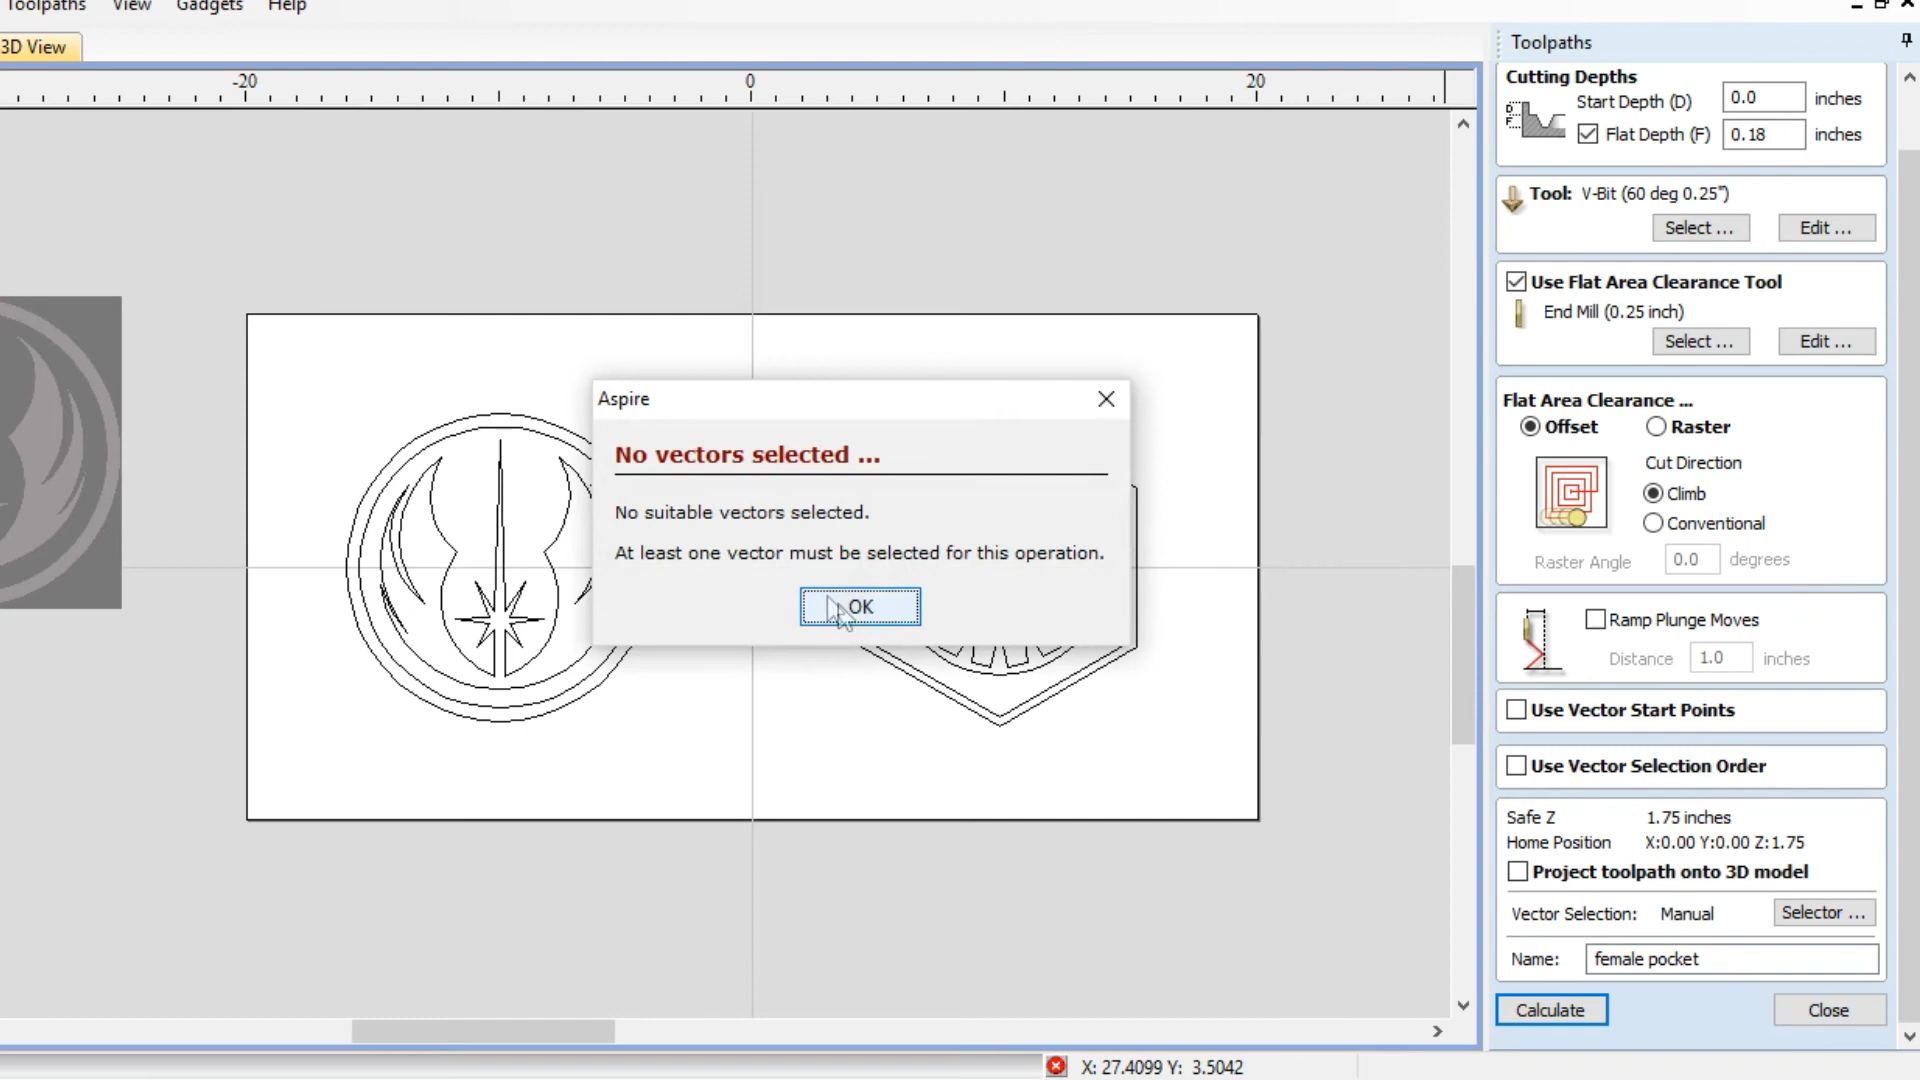 Toolpaths View Gadgets Help
3D View
-20 0 20
Toolpaths
Cutting Depths
Start Depth (D) 0.0 inches
Flat Depth (F) 0.18 inches
D
F
Tool: V-Bit (60 deg 0.25")
Select ... Edit ...
Use Flat Area Clearance Tool
End Mill (0.25 inch)
Select ... Edit ...
Flat Area Clearance ...
Offset Raster
Cut Direction
Climb
Conventional
Raster Angle 0.0 degrees
Ramp Plunge Moves
Distance 1.0 inches
Use Vector Start Points
Use Vector Selection Order
Safe Z 1.75 inches
Home Position X:0.00 Y:0.00 Z:1.75
Project toolpath onto 3D model
Vector Selection: Manual Selector ...
Name: female pocket
Calculate Close
Aspire
No vectors selected ...
No suitable vectors selected.
At least one vector must be selected for this operation.
OK
X: 27.4099 Y: 3.5042